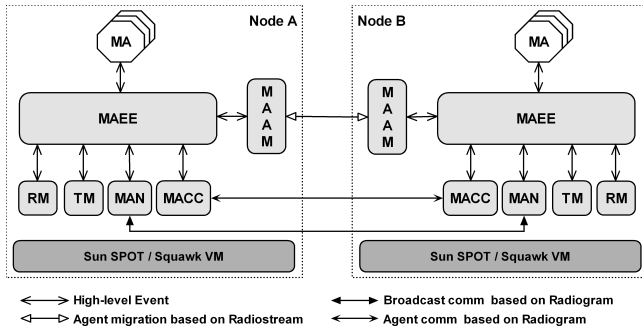 Node A
Node B
MA
MA
MAEE
M
A
A
M
M
A
A
M
MAEE
RM
TM
MAN
MACC
MACC
MAN
TM
RM
Sun SPOT / Squawk VM
Sun SPOT / Squawk VM
High-level Event
Broadcast comm based on Radiogram
Agent migration based on Radiostream
Agent comm based on Radiogram